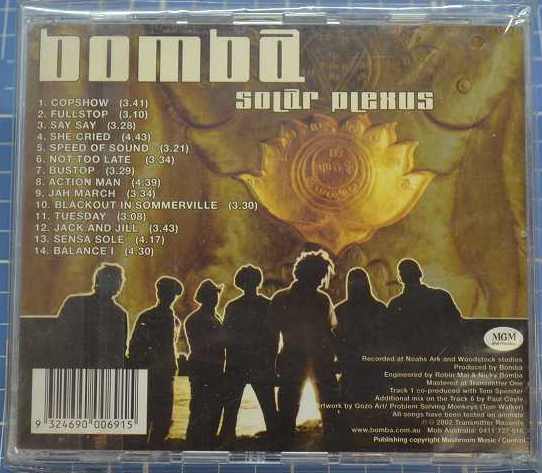 bomba
solar plexus
1. COPSHOW (3.41)
2. FULLSTOP (3.10)
3. SAY SAY (3.28)
4. SHE CRIED (4.43)
5. SPEED OF SOUND (3.21)
6. NOT TOO LATE (3.34)
7. BUSTOP (3.29)
8. ACTION MAN (4.39)
9. JAH MARCH (3.34)
10. BLACKOUT IN SOMMERVILLE (3.30)
11. TUESDAY (3.08)
12. JACK AND JILL (3.43)
13. SENSA SOLE (4.17)
14. BALANCE I (4.30)
MGM
Recorded at Noahs Ark and Woodstock studios
Produced by Bomba
Engineered by Robin Mai & Nicky Bomba
Mastered at Transmitter One
Track 1 co-produced with Tom Spender
Additional mix on the Track 6 by Paul Coyle
Artwork by Gozo Art/ Problem Solving Monkeys (Tom Walker)
All songs have been tested on animals
© 2002 Transmitter Records
www.bomba.com.au Mob Australia: 0411 727 616
Publishing copyright Mushroom Music / Control
9 324690 006915